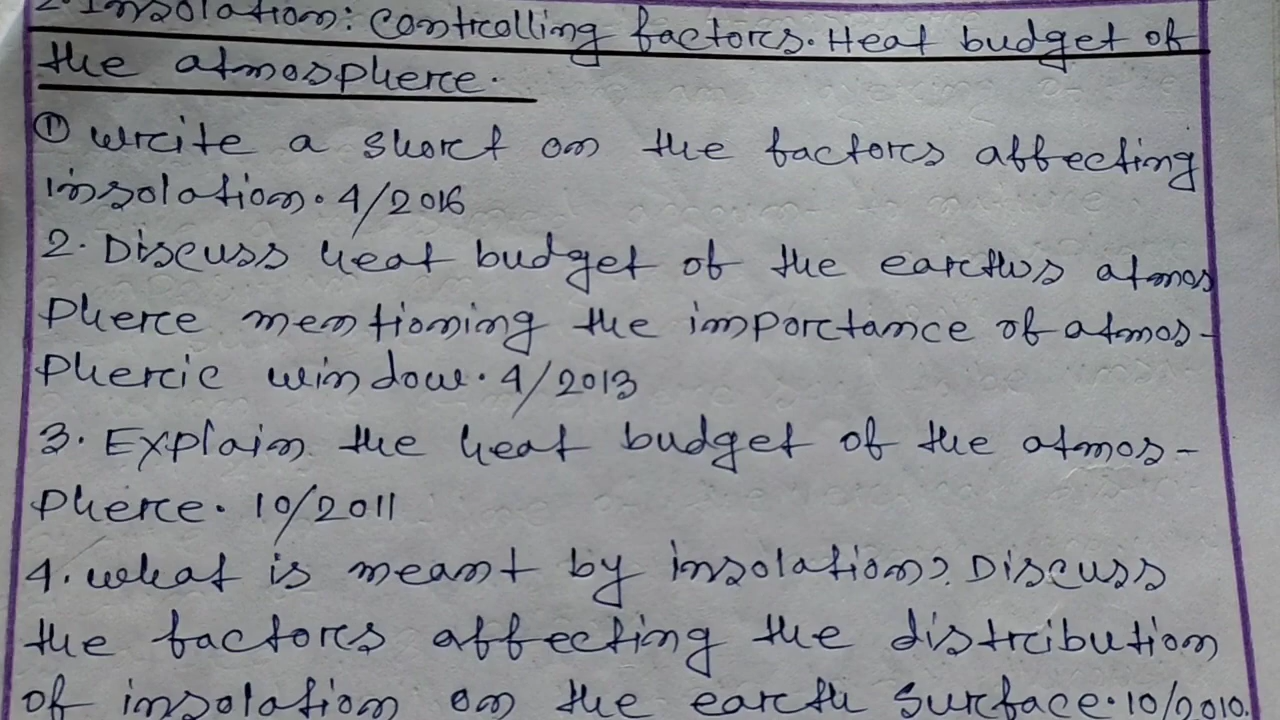 2. Insolation: Controlling factors. Heat budget of
the atmosphere.
① Write a short on the factors affecting
insolation. 4/2016
2. Discuss heat budget of the earths atmos
phere mentioning the importance of atmos-
pheric window. 4/2013
3. Explain the heat budget of the atmos-
phere. 10/2011
4. what is meant by insolation? Discuss
the factors affecting the distribution
of insolation on the earth surface. 10/2010.